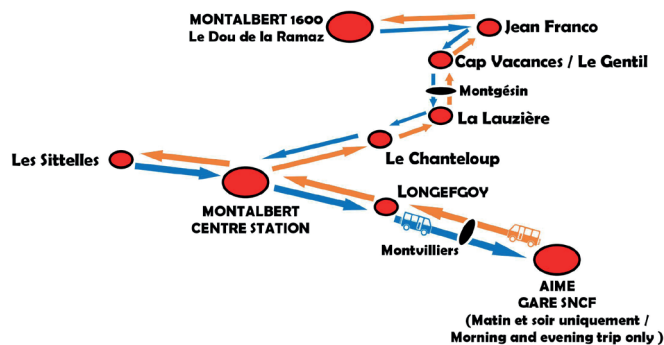 MONTALBERT 1600
Le Dou de la Ramaz
Jean Franco
Cap Vacances / Le Gentil
Montgésin
La Lauzière
Le Chanteloup
Les Sittelles
MONTALBERT
CENTRE STATION
LONGEFGOY
Montvilliers
AIME
GARE SNCF
(Matin et soir uniquement /
Morning and evening trip only )